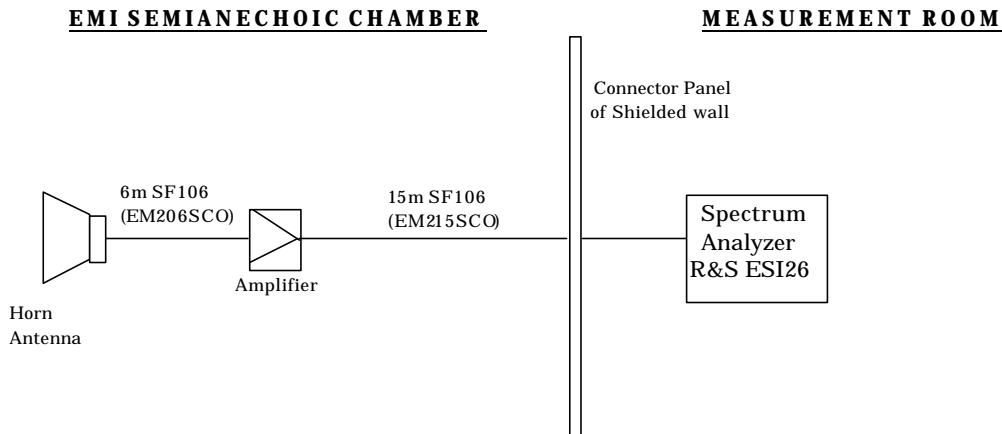 EMI SEMIANECHOIC CHAMBER
MEASUREMENT ROOM
Connector Panel
of Shielded wall
6m SF106
(EM206SCO)
15m SF106
(EM215SCO)
Spectrum
Analyzer
R&S ESI26
Amplifier
Horn
Antenna